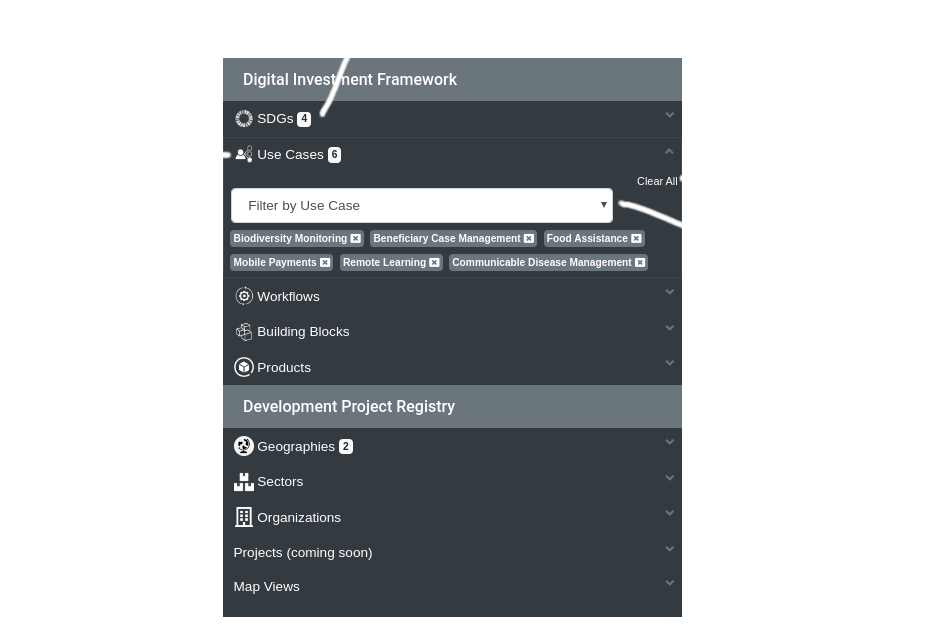 Digital Investment Framework
SDGs 4
Use Cases 6
Clear All
Filter by Use Case
Biodiversity Monitoring Beneficiary Case Management Food Assistance
Mobile Payments Remote Learning Communicable Disease Management
Workflows
Building Blocks
Products
Development Project Registry
Geographies 2
Sectors
Organizations
Projects (coming soon)
Map Views